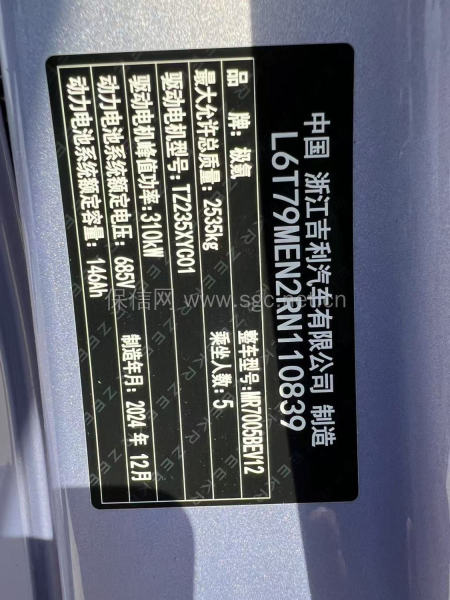 中国 浙江吉利汽车有限公司 制造
L6T79MEN2RN110839
品 牌：极氪 整车型号：MR7005BEV12
最大允许总质量：2535kg 乘坐人数：5
驱动电机型号：TZ235XYC01
驱动电机峰值功率：310kW 制造年月：2024 年 12月
动力电池系统额定电压：685V
动力电池系统额定容量：146Ah
保信网 www.sgc.net.cn
ZEEKR